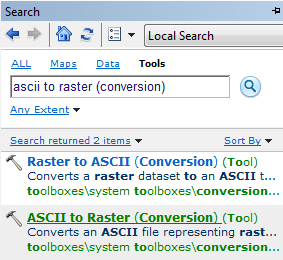 Search
Local Search
ALL Maps Data Tools
ascii to raster (conversion)
Any Extent
Search returned 2 items Sort By
Raster to ASCII (Conversion) (Tool)
Converts a raster dataset to an ASCII t...
toolboxes\system toolboxes\conversion...
ASCII to Raster (Conversion) (Tool)
Converts an ASCII file representing rast...
toolboxes\system toolboxes\conversion...